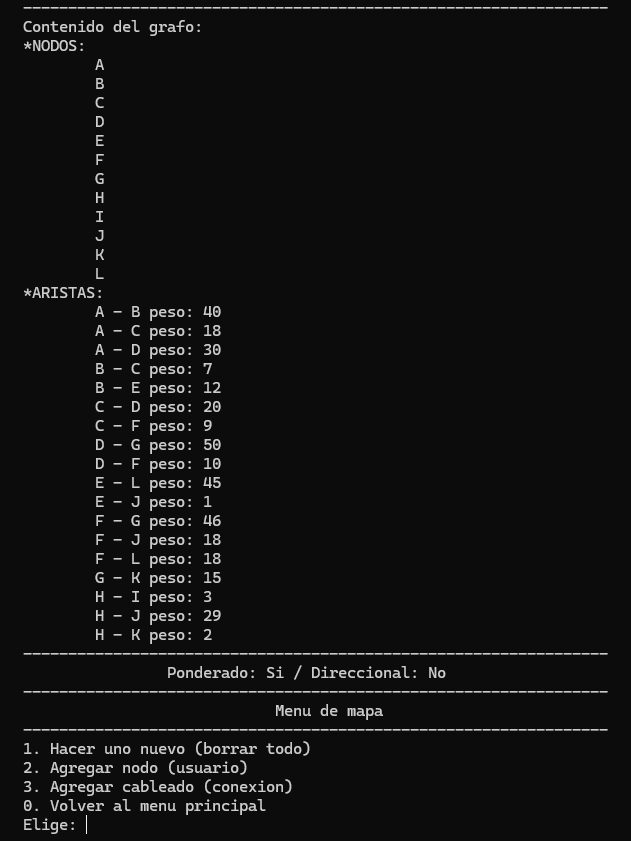 Contenido del grafo:
*NODOS:
A
B
C
D
E
F
G
H
I
J
K
L
*ARISTAS:
A - B peso: 40
A - C peso: 18
A - D peso: 30
B - C peso: 7
B - E peso: 12
C - D peso: 20
C - F peso: 9
D - G peso: 50
D - F peso: 10
E - L peso: 45
E - J peso: 1
F - G peso: 46
F - J peso: 18
F - L peso: 18
G - K peso: 15
H - I peso: 3
H - J peso: 29
H - K peso: 2
Ponderado: Si / Direccional: No
Menu de mapa
1. Hacer uno nuevo (borrar todo)
2. Agregar nodo (usuario)
3. Agregar cableado (conexion)
0. Volver al menu principal
Elige: